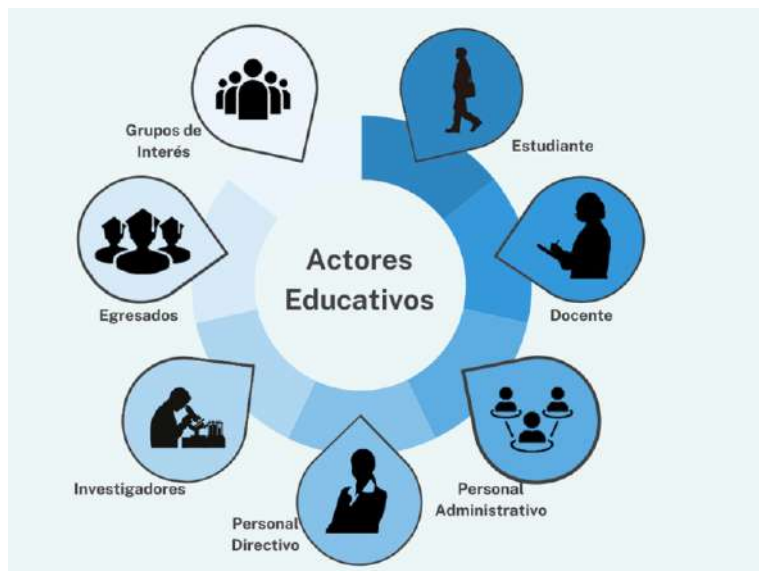 Actores
Educativos
Estudiante
Docente
Personal
Administrativo
Personal
Directivo
Investigadores
Egresados
Grupos de
Interés